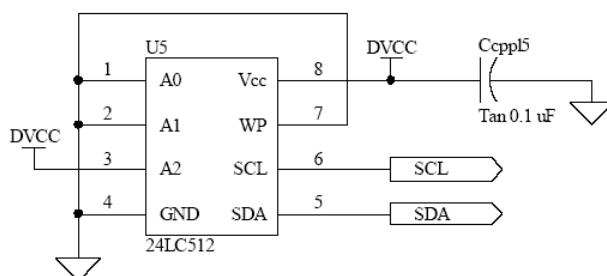 U5
DVCC
Ccppl5
1 A0 Vcc 8
2 A1 WP 7
Tan 0.1 uF
DVCC
3 A2 SCL 6 SCL
4 GND SDA 5 SDA
24LC512